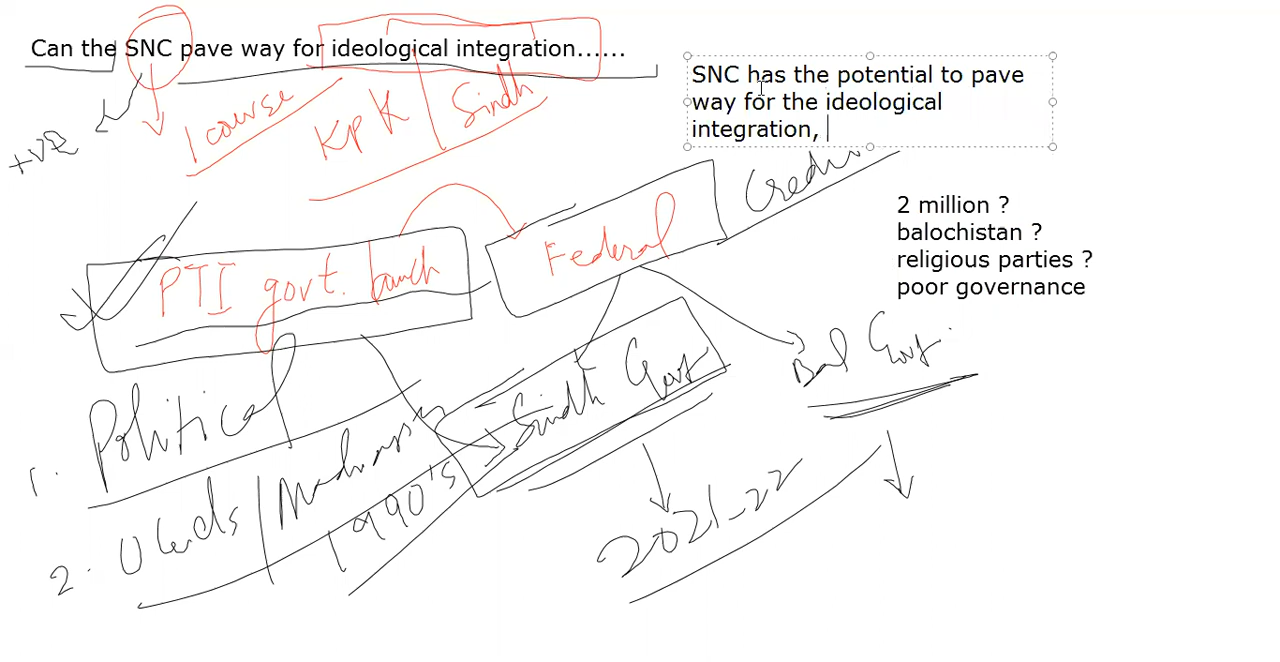 Can the SNC pave way for ideological integration……
SNC has the potential to pave
way for the ideological
integration,
+ve
1 course
KPK
Sindh
PTI govt. launch
Federal
2 million ?
balochistan ?
religious parties ?
poor governance
Sindh Govt
Bal Govt.
1. Political
2. Ulemas/Madrassas
1990's
2021-22